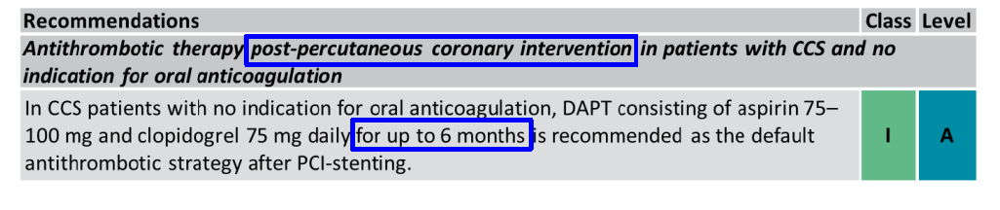 Recommendations Class Level
Antithrombotic therapy post-percutaneous coronary intervention in patients with CCS and no
indication for oral anticoagulation
In CCS patients with no indication for oral anticoagulation, DAPT consisting of aspirin 75–
100 mg and clopidogrel 75 mg daily for up to 6 months is recommended as the default
antithrombotic strategy after PCI-stenting.
I A